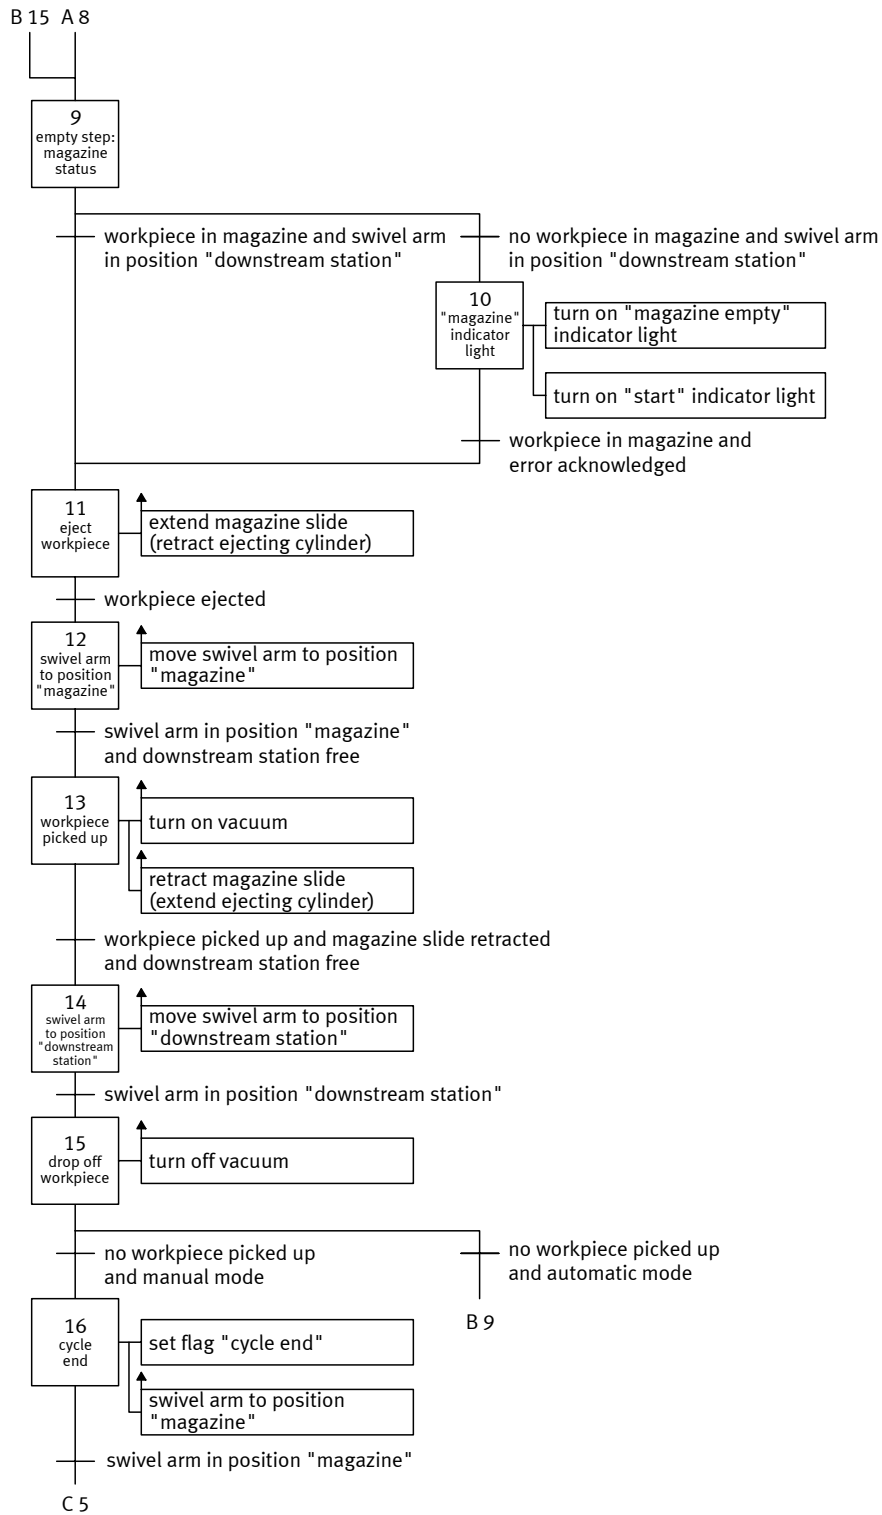 B 15 A 8
9
empty step:
magazine
status
workpiece in magazine and swivel arm
in position "downstream station"
no workpiece in magazine and swivel arm
in position "downstream station"
10
"magazine"
indicator
light
turn on "magazine empty"
indicator light
turn on "start" indicator light
workpiece in magazine and
error acknowledged
11
eject
workpiece
extend magazine slide
(retract ejecting cylinder)
workpiece ejected
12
swivel arm
to position
"magazine"
move swivel arm to position
"magazine"
swivel arm in position "magazine"
and downstream station free
13
workpiece
picked up
turn on vacuum
retract magazine slide
(extend ejecting cylinder)
workpiece picked up and magazine slide retracted
and downstream station free
14
swivel arm
to position
"downstream
station"
move swivel arm to position
"downstream station"
swivel arm in position "downstream station"
15
drop off
workpiece
turn off vacuum
no workpiece picked up
and manual mode
no workpiece picked up
and automatic mode
B 9
16
cycle
end
set flag "cycle end"
swivel arm to position
"magazine"
swivel arm in position "magazine"
C 5